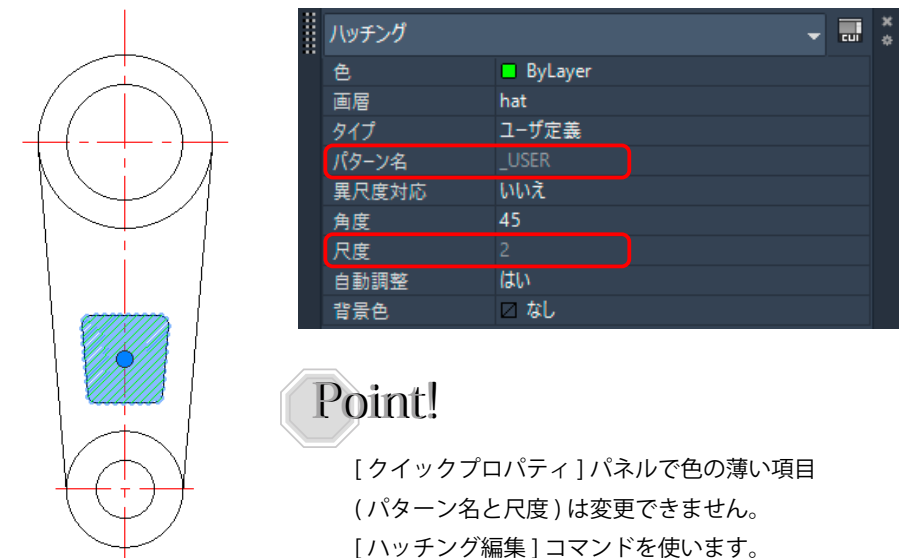 ハッチング
CUI
色 ByLayer
画層 hat
タイプ ユーザ定義
パターン名 _USER
異尺度対応 いいえ
角度 45
尺度 2
自動調整 はい
背景色 なし
Point!
[ クイックプロパティ ] パネルで色の薄い項目
( パターン名と尺度 ) は変更できません。
[ ハッチング編集 ] コマンドを使います。